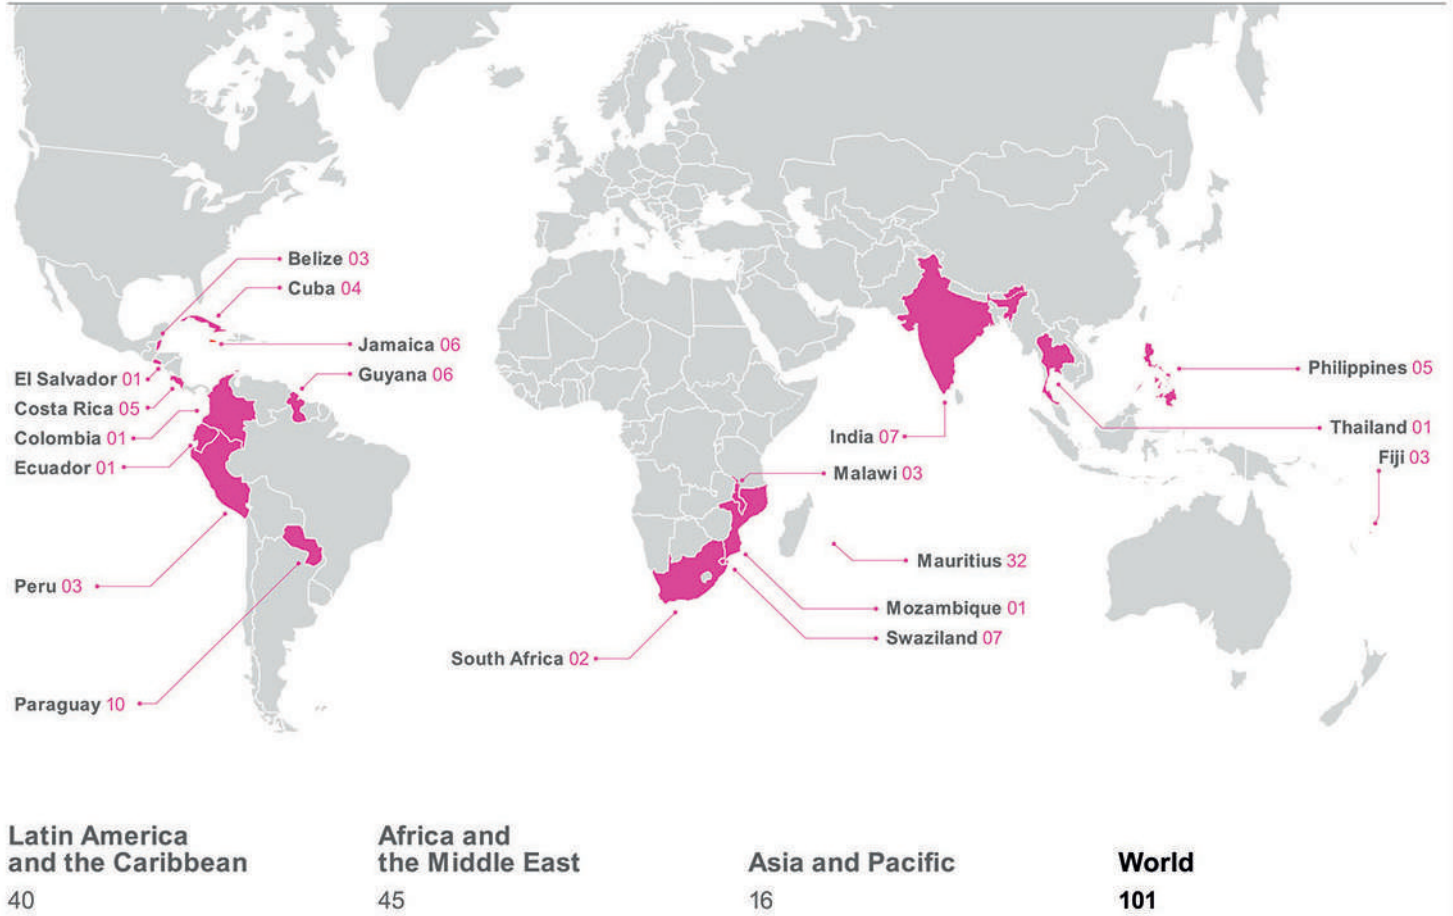 Belize 03
Cuba 04
Jamaica 06
Guyana 06
El Salvador 01
Costa Rica 05
Colombia 01
Ecuador 01
Peru 03
Paraguay 10
Philippines 05
Thailand 01
Fiji 03
India 07
Malawi 03
Mauritius 32
Mozambique 01
Swaziland 07
South Africa 02
Latin America
and the Caribbean
40
Africa and
the Middle East
45
Asia and Pacific
16
World
101